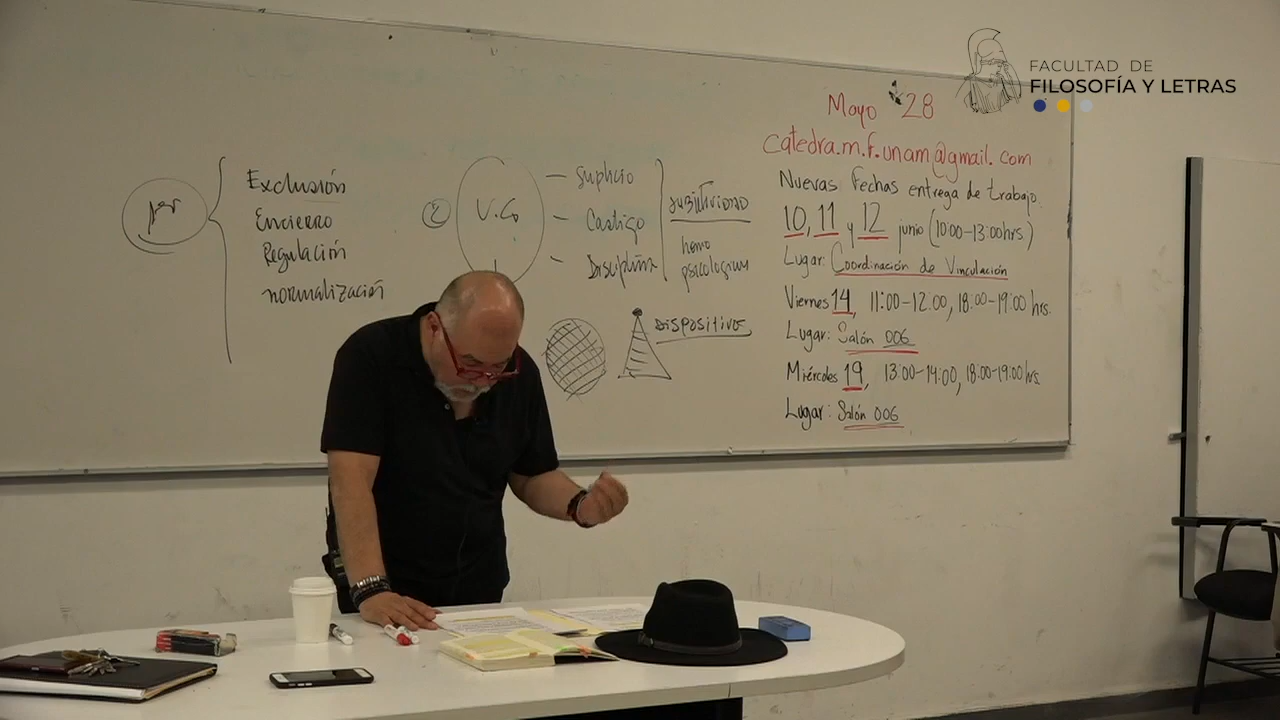 FACULTAD DE
FILOSOFÍA Y LETRAS
Exclusión
Encierro
Regulación
normalización
2
V.C.
— Suplicio
— Castigo
— Disciplina
subjetividad
homo
psicologicum
Dispositivo
Mayo 28
catedra.m.f.unam@gmail.com
Nuevas Fechas entrega de trabajo.
10, 11 y 12 junio (10:00-13:00hrs)
Lugar: Coordinación de Vinculación
Viernes 14, 11:00-12:00, 18:00-19:00 hrs.
Lugar: Salón 006
Miércoles 19, 13:00-14:00, 18:00-19:00 hrs.
Lugar: Salón 006